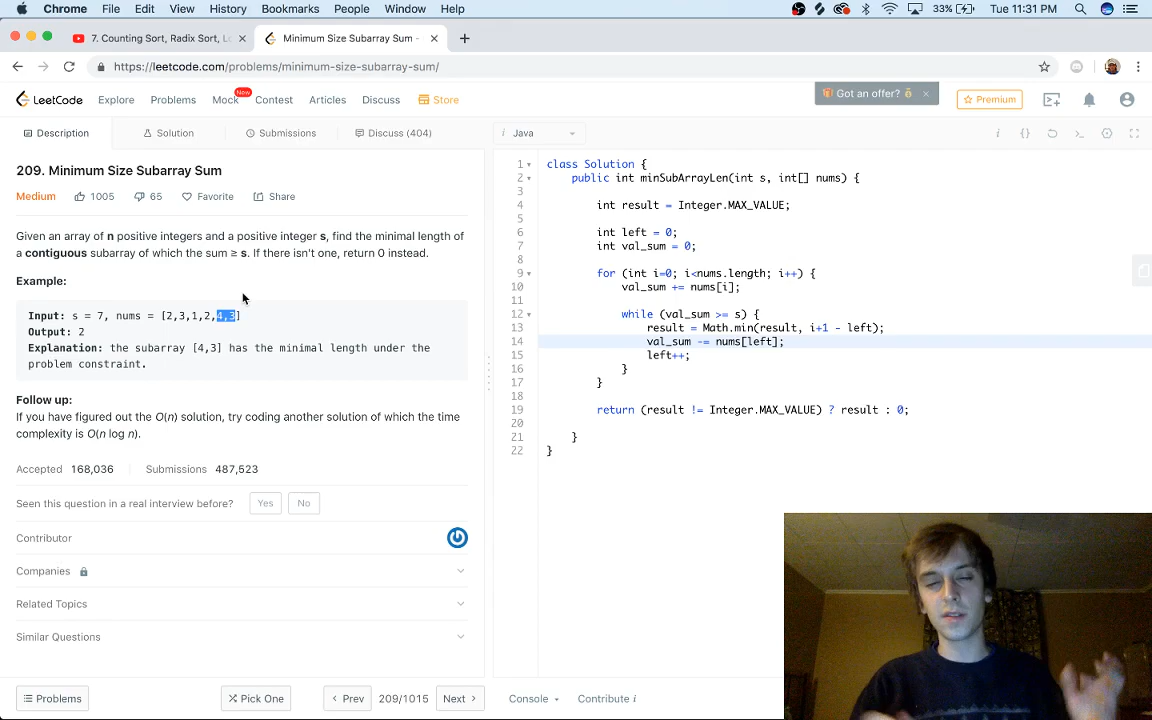 Chrome File Edit View History Bookmarks People Window Help 33% Tue 11:31 PM
7. Counting Sort, Radix Sort, Lo Minimum Size Subarray Sum -
https://leetcode.com/problems/minimum-size-subarray-sum/
LeetCode Explore Problems Mock New Contest Articles Discuss Store Got an offer? Premium
Description Solution Submissions Discuss (404) i Java
209. Minimum Size Subarray Sum
Medium 1005 65 Favorite Share
Given an array of n positive integers and a positive integer s, find the minimal length of
a contiguous subarray of which the sum ≥ s. If there isn't one, return 0 instead.
Example:
Input: s = 7, nums = [2,3,1,2,4,3]
Output: 2
Explanation: the subarray [4,3] has the minimal length under the
problem constraint.
Follow up:
If you have figured out the O(n) solution, try coding another solution of which the time
complexity is O(n log n).
Accepted 168,036 Submissions 487,523
Seen this question in a real interview before? Yes No
Contributor
Companies
Related Topics
Similar Questions
Problems Pick One Prev 209/1015 Next Console Contribute i
1 class Solution {
2 public int minSubArrayLen(int s, int[] nums) {
3
4 int result = Integer.MAX_VALUE;
5
6 int left = 0;
7 int val_sum = 0;
8
9 for (int i=0; i<nums.length; i++) {
10 val_sum += nums[i];
11
12 while (val_sum >= s) {
13 result = Math.min(result, i+1 - left);
14 val_sum -= nums[left];
15 left++;
16 }
17 }
18
19 return (result != Integer.MAX_VALUE) ? result : 0;
20
21 }
22 }